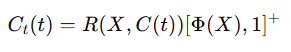 C_t(t) = R(X, C(t))[Φ(X), 1]^+